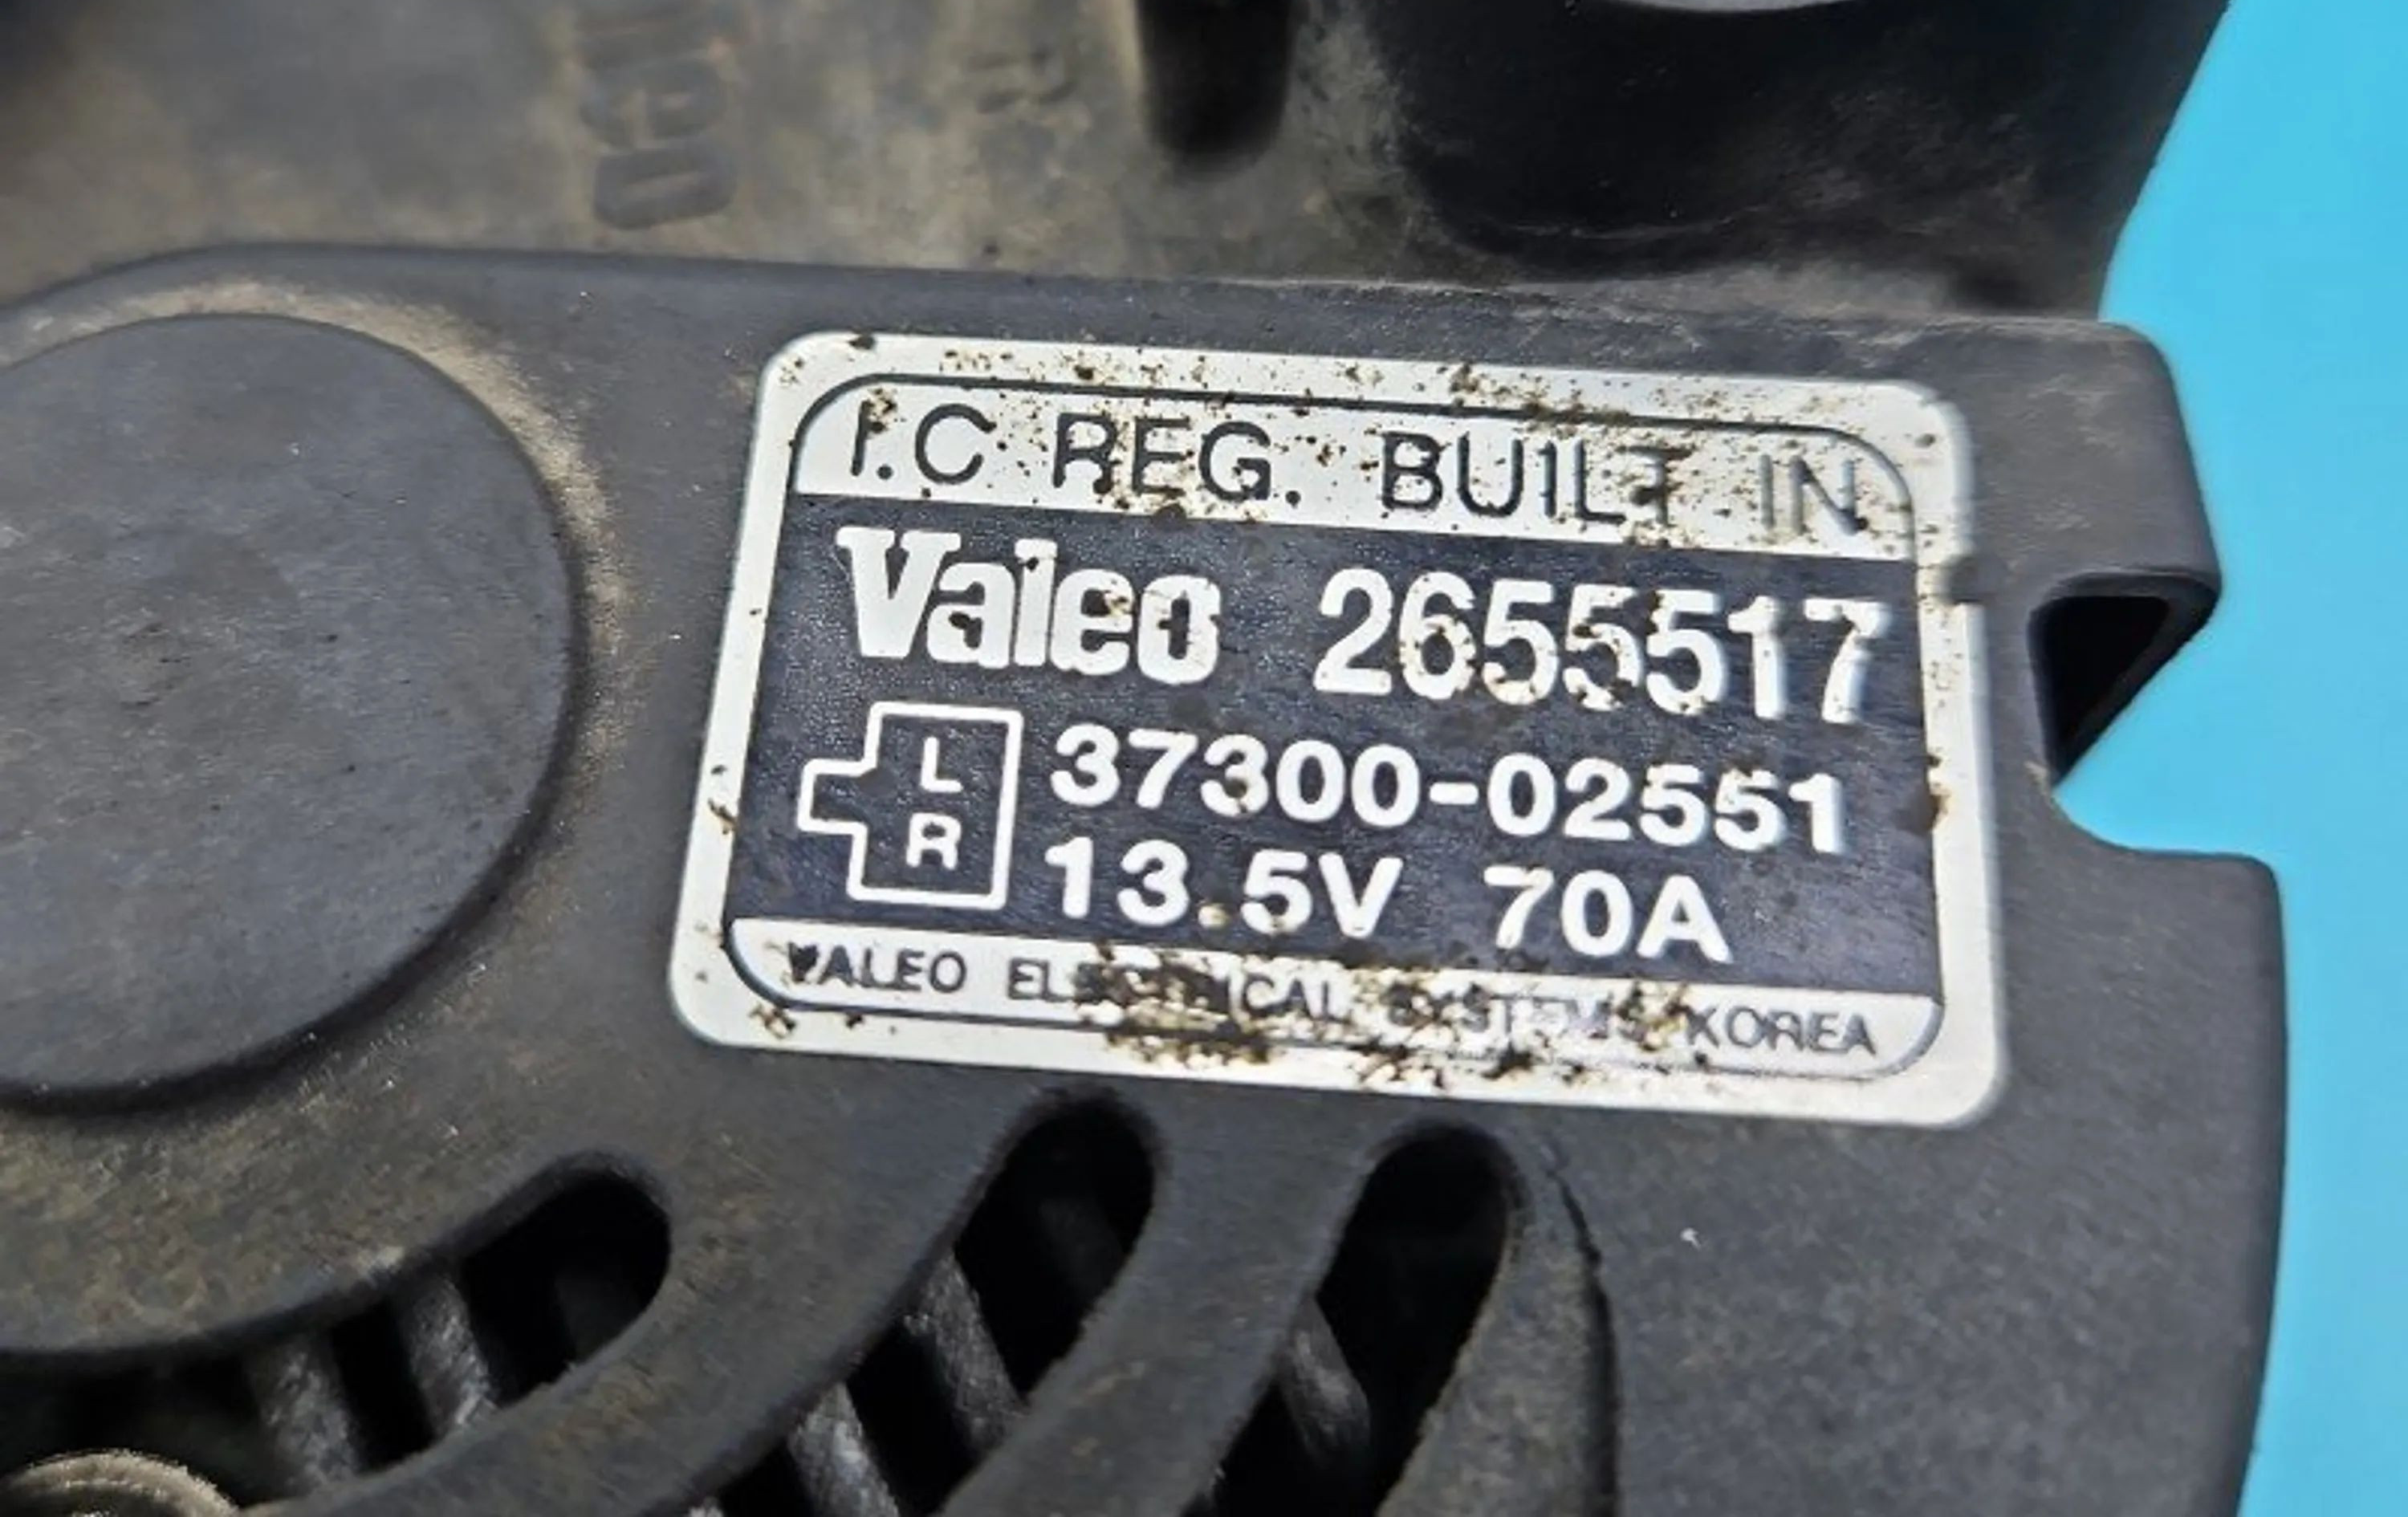 I.C REG. BUILT IN
Valeo 2655517
L
R
37300-02551
13.5V 70A
VALEO ELECTRICAL SYSTEMS KOREA